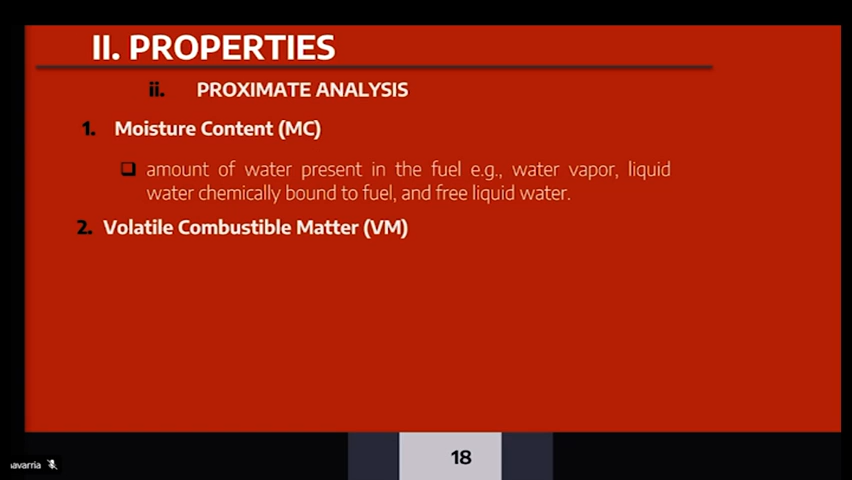 II. PROPERTIES
ii. PROXIMATE ANALYSIS
1. Moisture Content (MC)
amount of water present in the fuel e.g., water vapor, liquid
water chemically bound to fuel, and free liquid water.
2. Volatile Combustible Matter (VM)
18